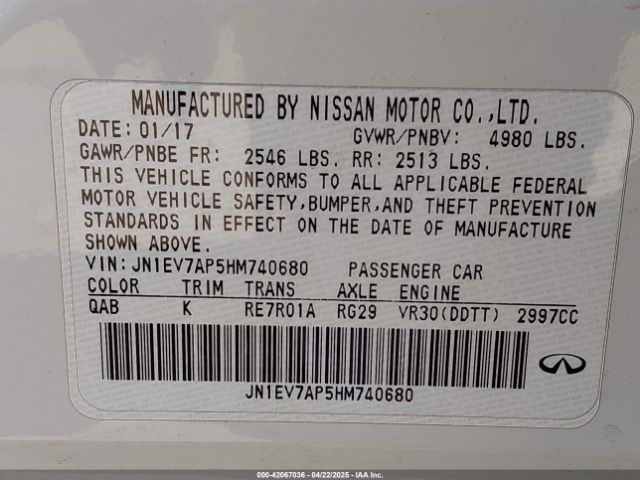 MANUFACTURED BY NISSAN MOTOR CO.,LTD.
DATE: 01/17 GVWR/PNBV: 4980 LBS.
GAWR/PNBE FR: 2546 LBS. RR: 2513 LBS.
THIS VEHICLE CONFORMS TO ALL APPLICABLE FEDERAL
MOTOR VEHICLE SAFETY,BUMPER,AND THEFT PREVENTION
STANDARDS IN EFFECT ON THE DATE OF MANUFACTURE
SHOWN ABOVE.
VIN:JN1EV7AP5HM740680 PASSENGER CAR
COLOR TRIM TRANS AXLE ENGINE
QAB K RE7R01A RG29 VR30(DDTT) 2997CC
JN1EV7AP5HM740680
INFINITI
000-42067036 - 04/22/2025 - IAA Inc.